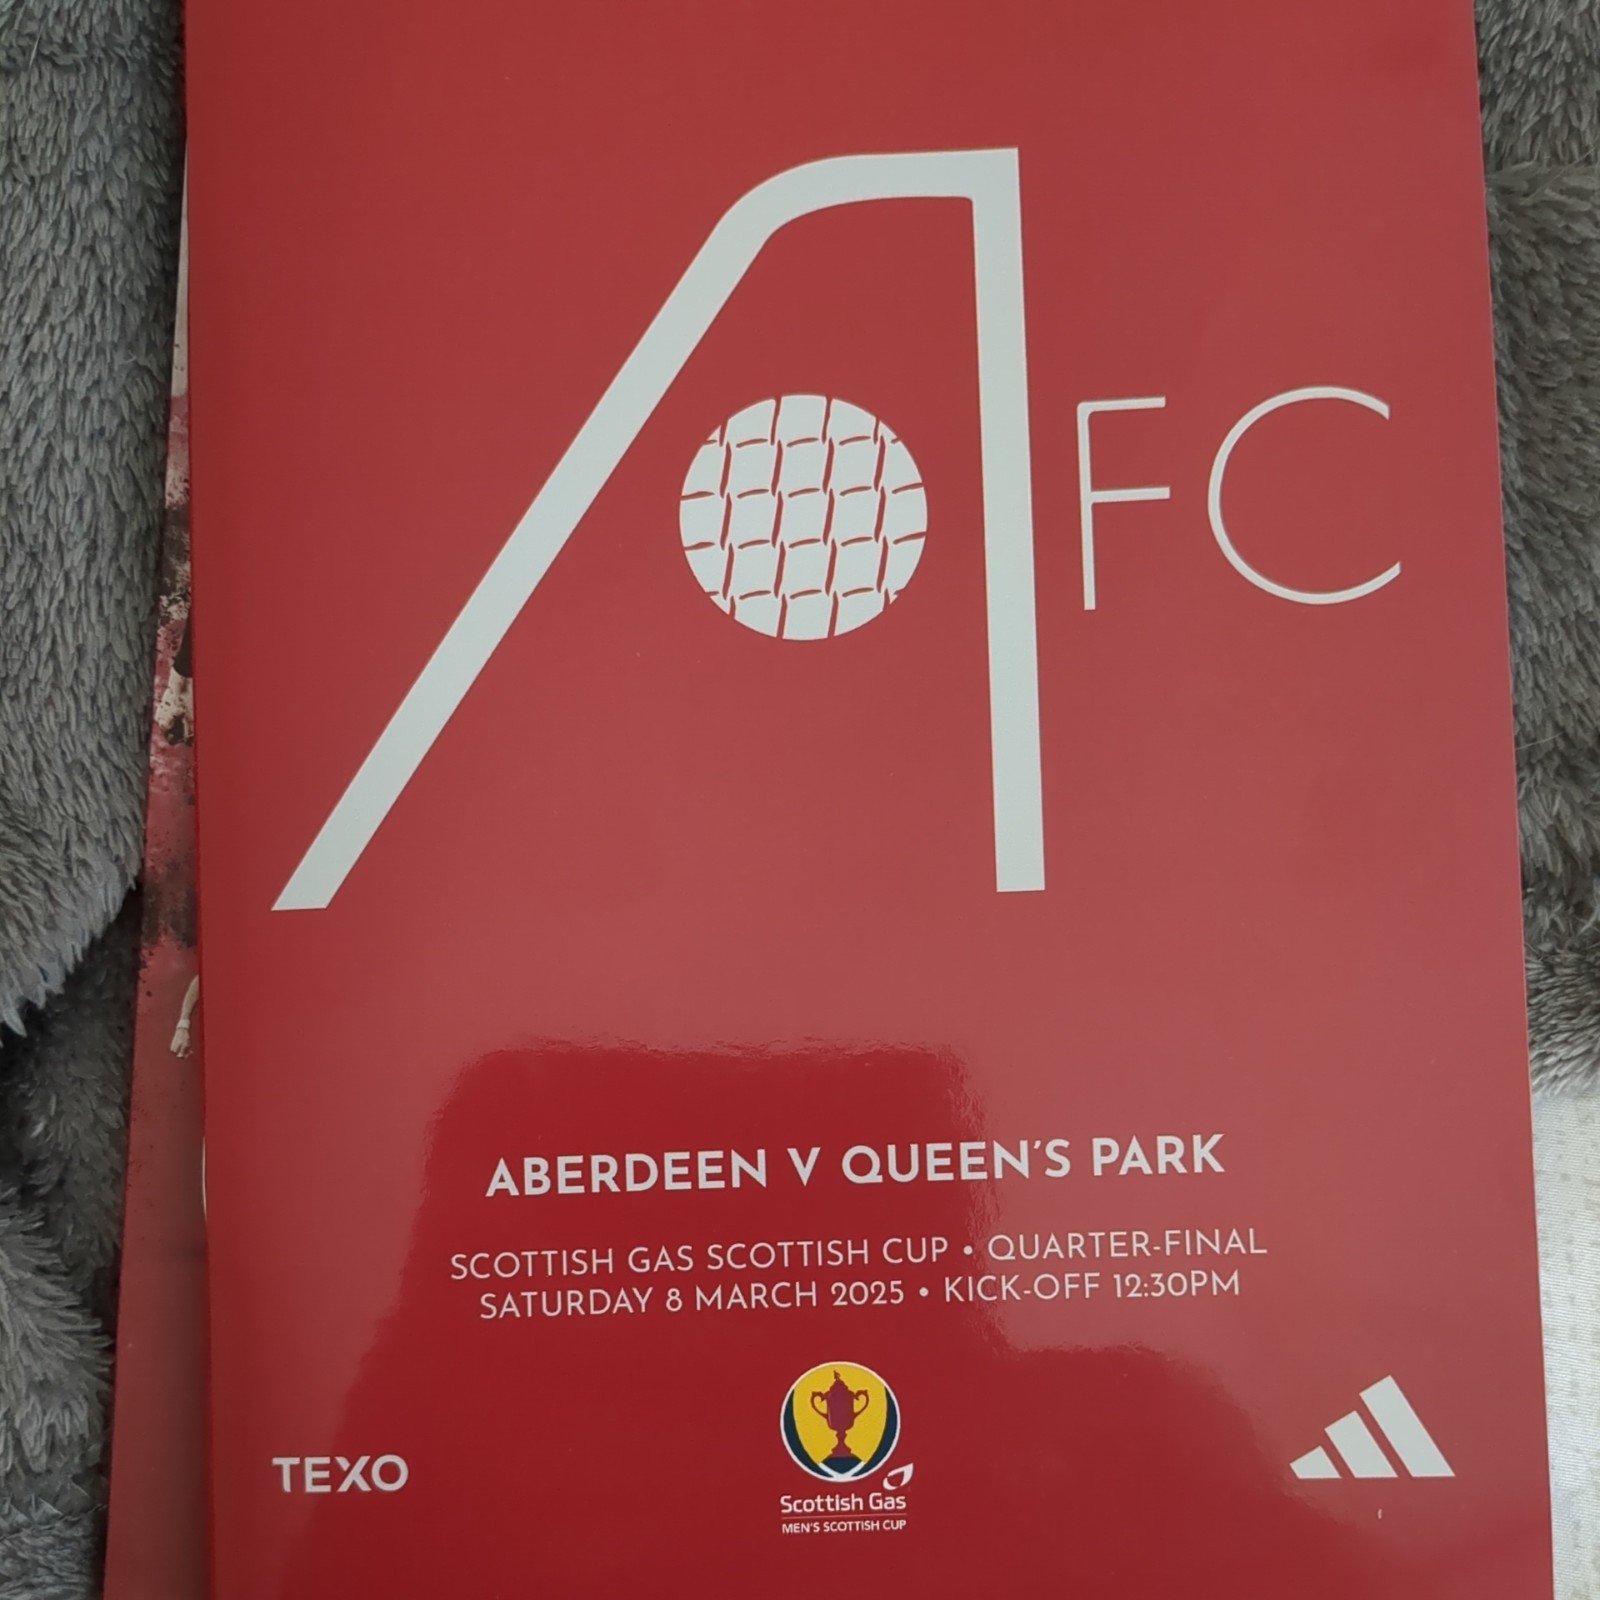 AFC
ABERDEEN V QUEEN'S PARK
SCOTTISH GAS SCOTTISH CUP • QUARTER-FINAL
SATURDAY 8 MARCH 2025 • KICK-OFF 12:30PM
TEXO
Scottish Gas
MEN'S SCOTTISH CUP